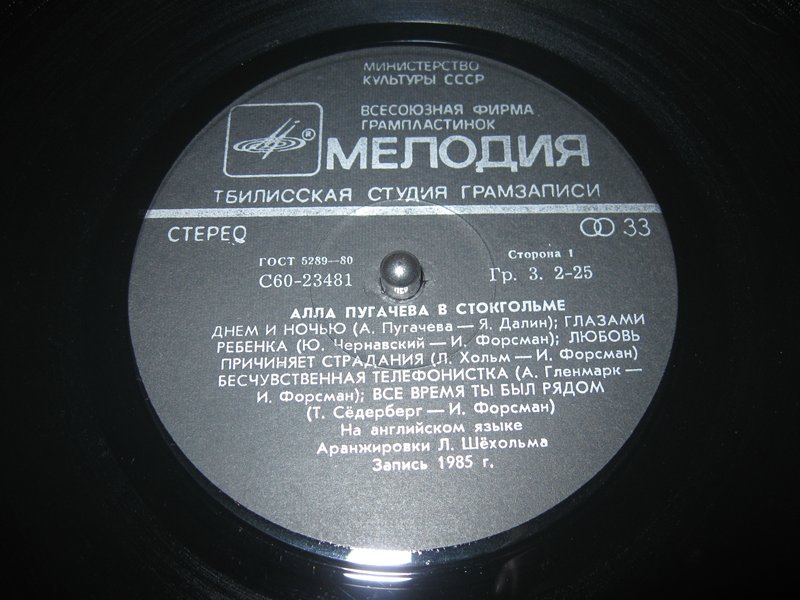 МИНИСТЕРСТВО
КУЛЬТУРЫ СССР
ВСЕСОЮЗНАЯ ФИРМА
ГРАМПЛАСТИНОК
®
МЕЛОДИЯ
ТБИЛИССКАЯ СТУДИЯ ГРАМЗАПИСИ
СТЕРЕО
33
ГОСТ 5289—80
Сторона 1
С60-23481
Гр. 3. 2-25
АЛЛА ПУГАЧЕВА В СТОКГОЛЬМЕ
ДНЕМ И НОЧЬЮ (А. Пугачева — Я. Далин); ГЛАЗАМИ
РЕБЕНКА (Ю. Чернавский — И. Форсман); ЛЮБОВЬ
ПРИЧИНЯЕТ СТРАДАНИЯ (Л. Хольм — И. Форсман)
БЕСЧУВСТВЕННАЯ ТЕЛЕФОНИСТКА (А. Гленмарк —
И. Форсман); ВСЕ ВРЕМЯ ТЫ БЫЛ РЯДОМ
(Т. Сёдерберг — И. Форсман)
На английском языке
Аранжировки Л. Шёхольма
Запись 1985 г.